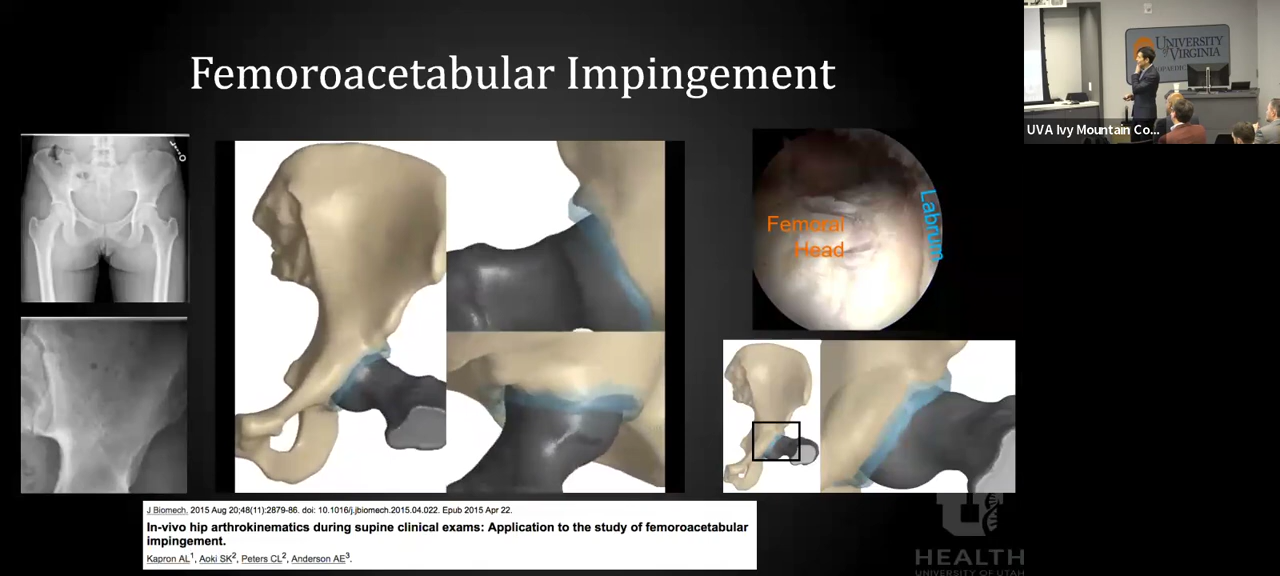 Femoroacetabular Impingement
UNIVERSITY
of VIRGINIA
UVA Ivy Mountain Co...
Femoral
Head
Labrum
J Biomech. 2015 Aug 20;48(11):2879-86. doi: 10.1016/j.jbiomech.2015.04.022. Epub 2015 Apr 22.
In-vivo hip arthrokinematics during supine clinical exams: Application to the study of femoroacetabular
impingement.
Kapron AL1, Aoki SK2, Peters CL2, Anderson AE3.
HEALTH
UNIVERSITY OF UTAH